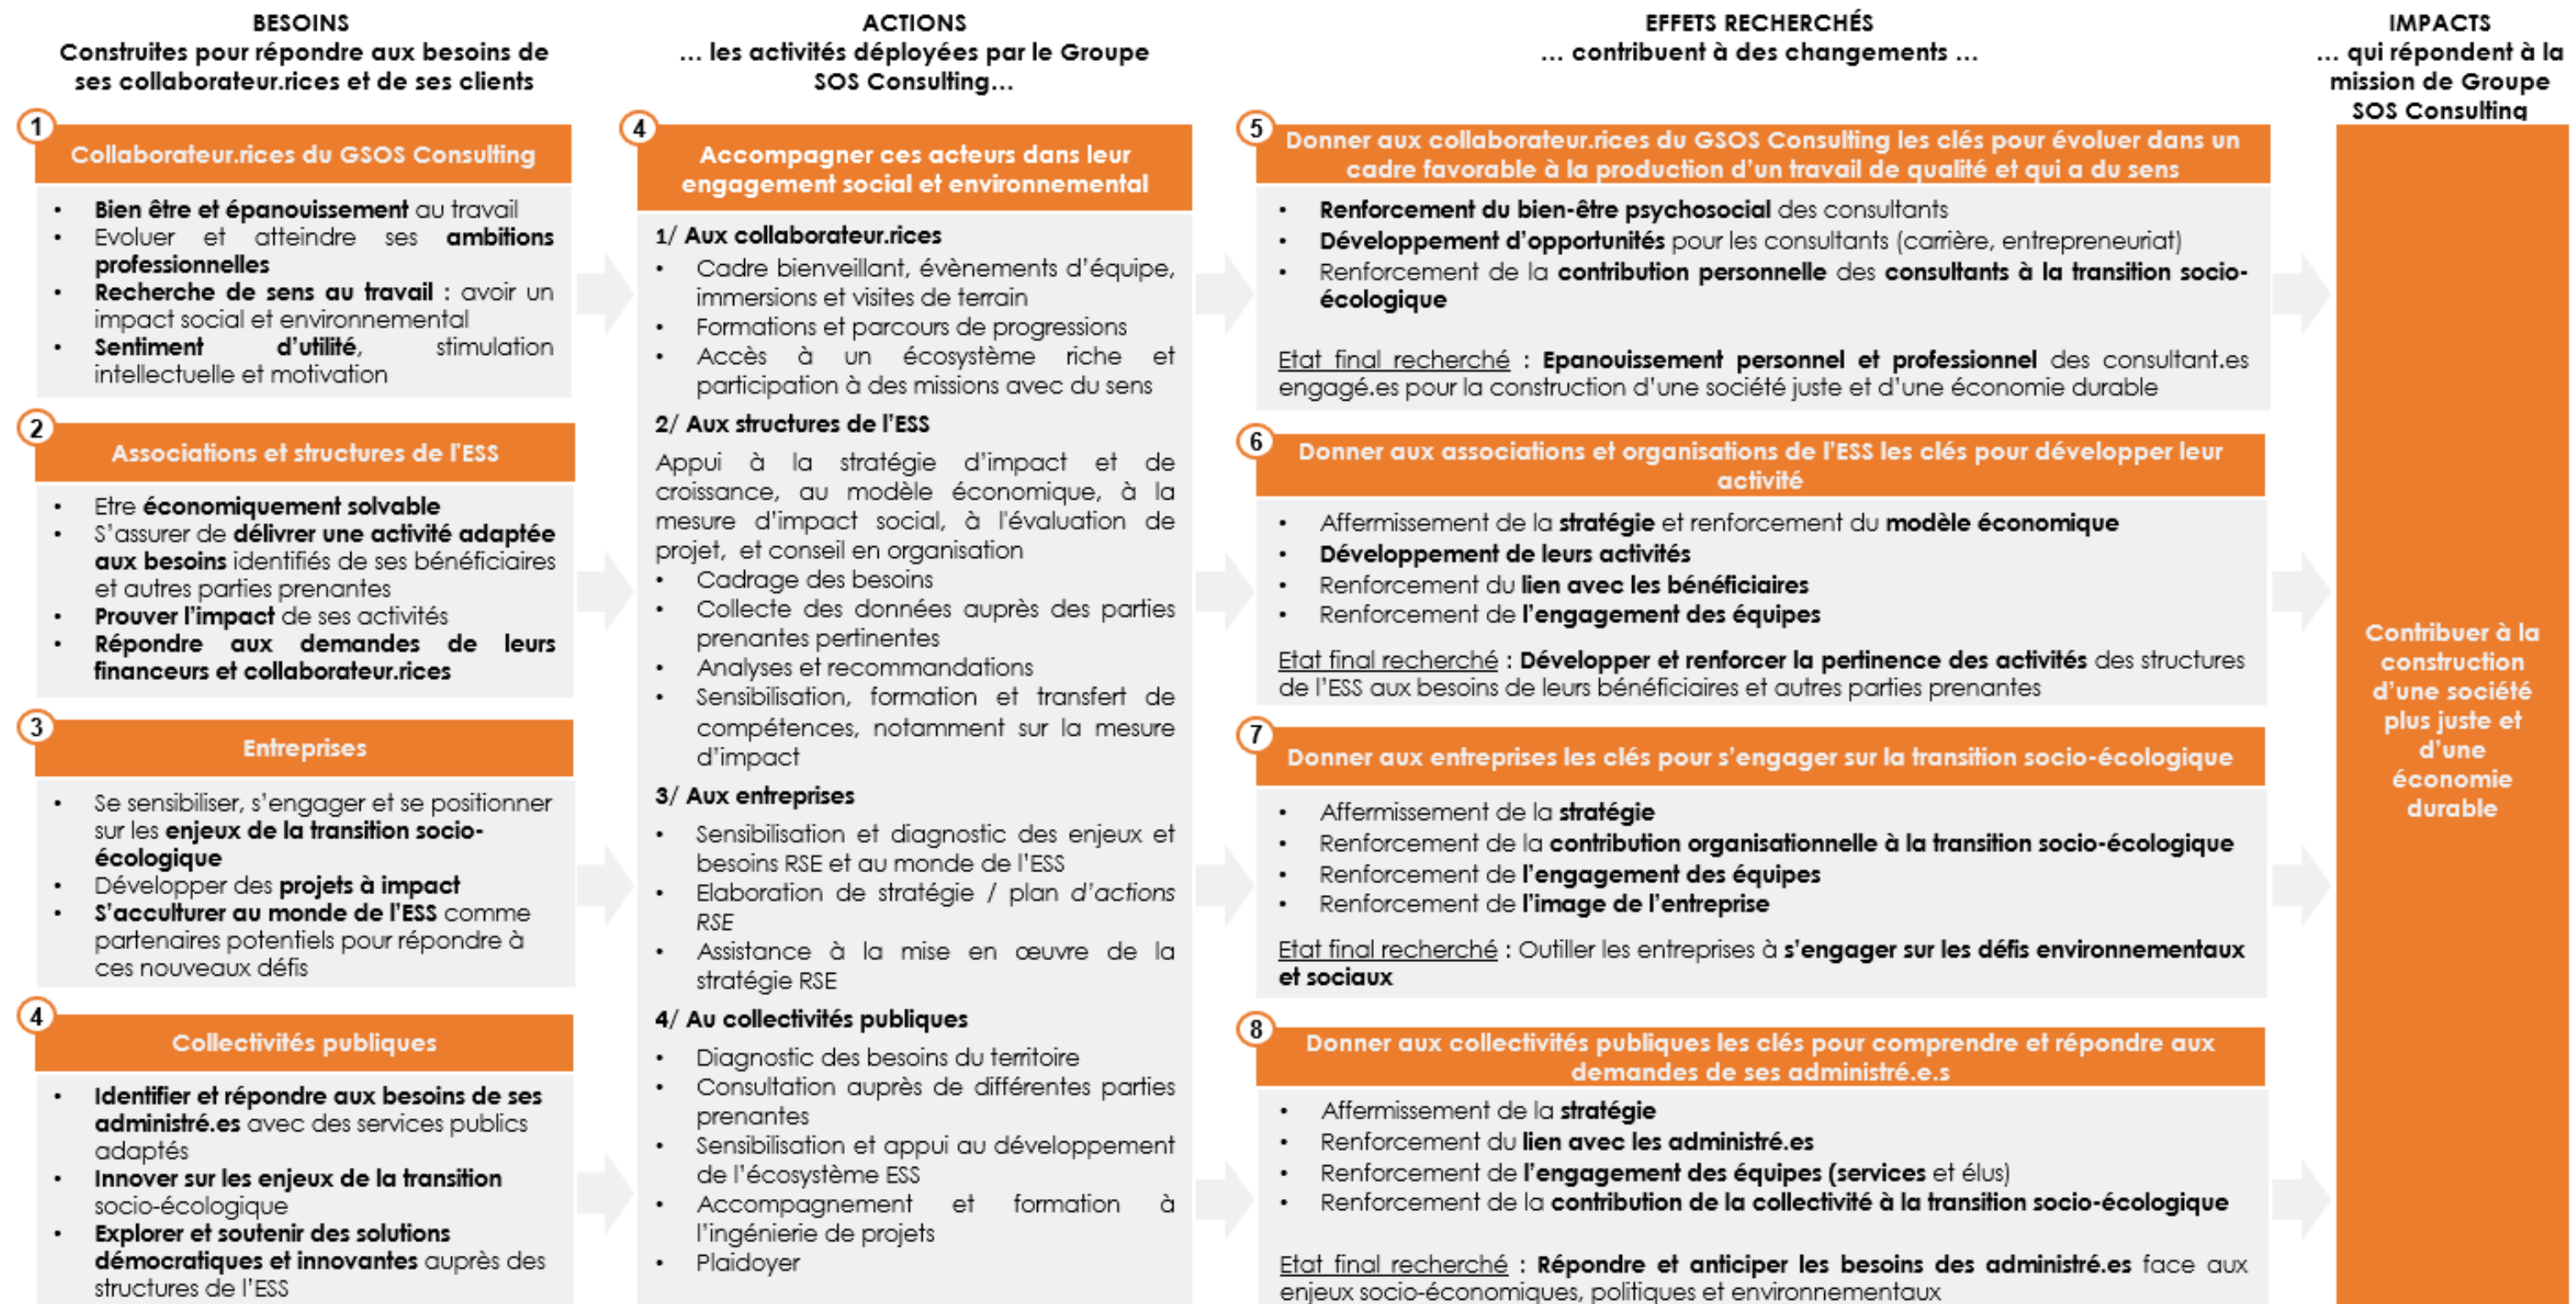 BESOINS
Construites pour répondre aux besoins de
ses collaborateur.rices et de ses clients
1
Collaborateur.rices du GSOS Consulting
• Bien être et épanouissement au travail
• Evoluer et atteindre ses ambitions
professionnelles
• Recherche de sens au travail : avoir un
impact social et environnemental
• Sentiment d'utilité, stimulation
intellectuelle et motivation
2
Associations et structures de l'ESS
• Etre économiquement solvable
• S'assurer de délivrer une activité adaptée
aux besoins identifiés de ses bénéficiaires
et autres parties prenantes
• Prouver l'impact de ses activités
• Répondre aux demandes de leurs
financeurs et collaborateur.rices
3
Entreprises
• Se sensibiliser, s'engager et se positionner
sur les enjeux de la transition socio-
écologique
• Développer des projets à impact
• S'acculturer au monde de l'ESS comme
partenaires potentiels pour répondre à
ces nouveaux défis
4
Collectivités publiques
• Identifier et répondre aux besoins de ses
administré.es avec des services publics
adaptés
• Innover sur les enjeux de la transition
socio-écologique
• Explorer et soutenir des solutions
démocratiques et innovantes auprès des
structures de l'ESS
ACTIONS
... les activités déployées par le Groupe
SOS Consulting...
4
Accompagner ces acteurs dans leur
engagement social et environnemental
1/ Aux collaborateur.rices
• Cadre bienveillant, évènements d'équipe,
immersions et visites de terrain
• Formations et parcours de progressions
• Accès à un écosystème riche et
participation à des missions avec du sens
2/ Aux structures de l'ESS
Appui à la stratégie d'impact et de
croissance, au modèle économique, à la
mesure d'impact social, à l'évaluation de
projet, et conseil en organisation
• Cadrage des besoins
• Collecte des données auprès des parties
prenantes pertinentes
• Analyses et recommandations
• Sensibilisation, formation et transfert de
compétences, notamment sur la mesure
d'impact
3/ Aux entreprises
• Sensibilisation et diagnostic des enjeux et
besoins RSE et au monde de l'ESS
• Elaboration de stratégie / plan d'actions
RSE
• Assistance à la mise en œuvre de la
stratégie RSE
4/ Au collectivités publiques
• Diagnostic des besoins du territoire
• Consultation auprès de différentes parties
prenantes
• Sensibilisation et appui au développement
de l'écosystème ESS
• Accompagnement et formation à
l'ingénierie de projets
• Plaidoyer
EFFETS RECHERCHÉS
... contribuent à des changements ...
5
Donner aux collaborateur.rices du GSOS Consulting les clés pour évoluer dans un
cadre favorable à la production d'un travail de qualité et qui a du sens
• Renforcement du bien-être psychosocial des consultants
• Développement d'opportunités pour les consultants (carrière, entrepreneuriat)
• Renforcement de la contribution personnelle des consultants à la transition socio-
écologique
Etat final recherché : Epanouissement personnel et professionnel des consultant.es
engagé.es pour la construction d'une société juste et d'une économie durable
6
Donner aux associations et organisations de l'ESS les clés pour développer leur
activité
• Affermissement de la stratégie et renforcement du modèle économique
• Développement de leurs activités
• Renforcement du lien avec les bénéficiaires
• Renforcement de l'engagement des équipes
Etat final recherché : Développer et renforcer la pertinence des activités des structures
de l'ESS aux besoins de leurs bénéficiaires et autres parties prenantes
7
Donner aux entreprises les clés pour s'engager sur la transition socio-écologique
• Affermissement de la stratégie
• Renforcement de la contribution organisationnelle à la transition socio-écologique
• Renforcement de l'engagement des équipes
• Renforcement de l'image de l'entreprise
Etat final recherché : Outiller les entreprises à s'engager sur les défis environnementaux
et sociaux
8
Donner aux collectivités publiques les clés pour comprendre et répondre aux
demandes de ses administré.e.s
• Affermissement de la stratégie
• Renforcement du lien avec les administré.es
• Renforcement de l'engagement des équipes (services et élus)
• Renforcement de la contribution de la collectivité à la transition socio-écologique
Etat final recherché : Répondre et anticiper les besoins des administré.es face aux
enjeux socio-économiques, politiques et environnementaux
IMPACTS
... qui répondent à la
mission de Groupe
SOS Consulting
Contribuer à la
construction
d'une société
plus juste et
d'une
économie
durable